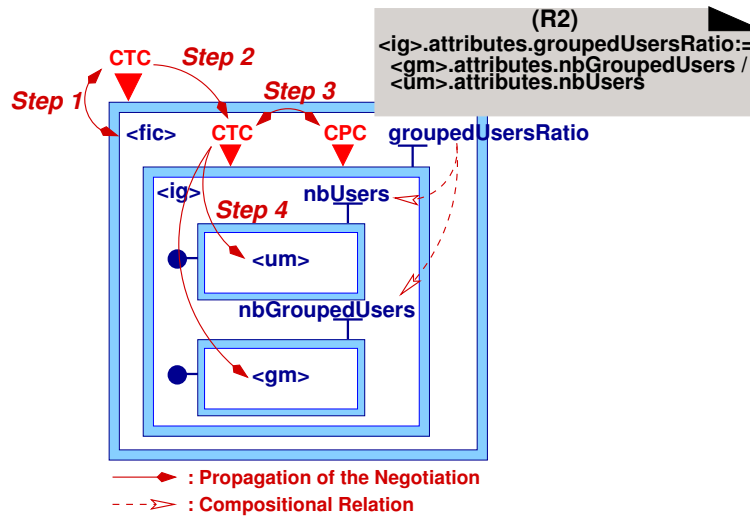 (R2)
<ig>.attributes.groupedUsersRatio:=
<gm>.attributes.nbGroupedUsers /
<um>.attributes.nbUsers
CTC
Step 2
Step 1
Step 3
<fic>
CTC
CPC
groupedUsersRatio
<ig>
nbUsers
Step 4
<um>
nbGroupedUsers
<gm>
: Propagation of the Negotiation
: Compositional Relation